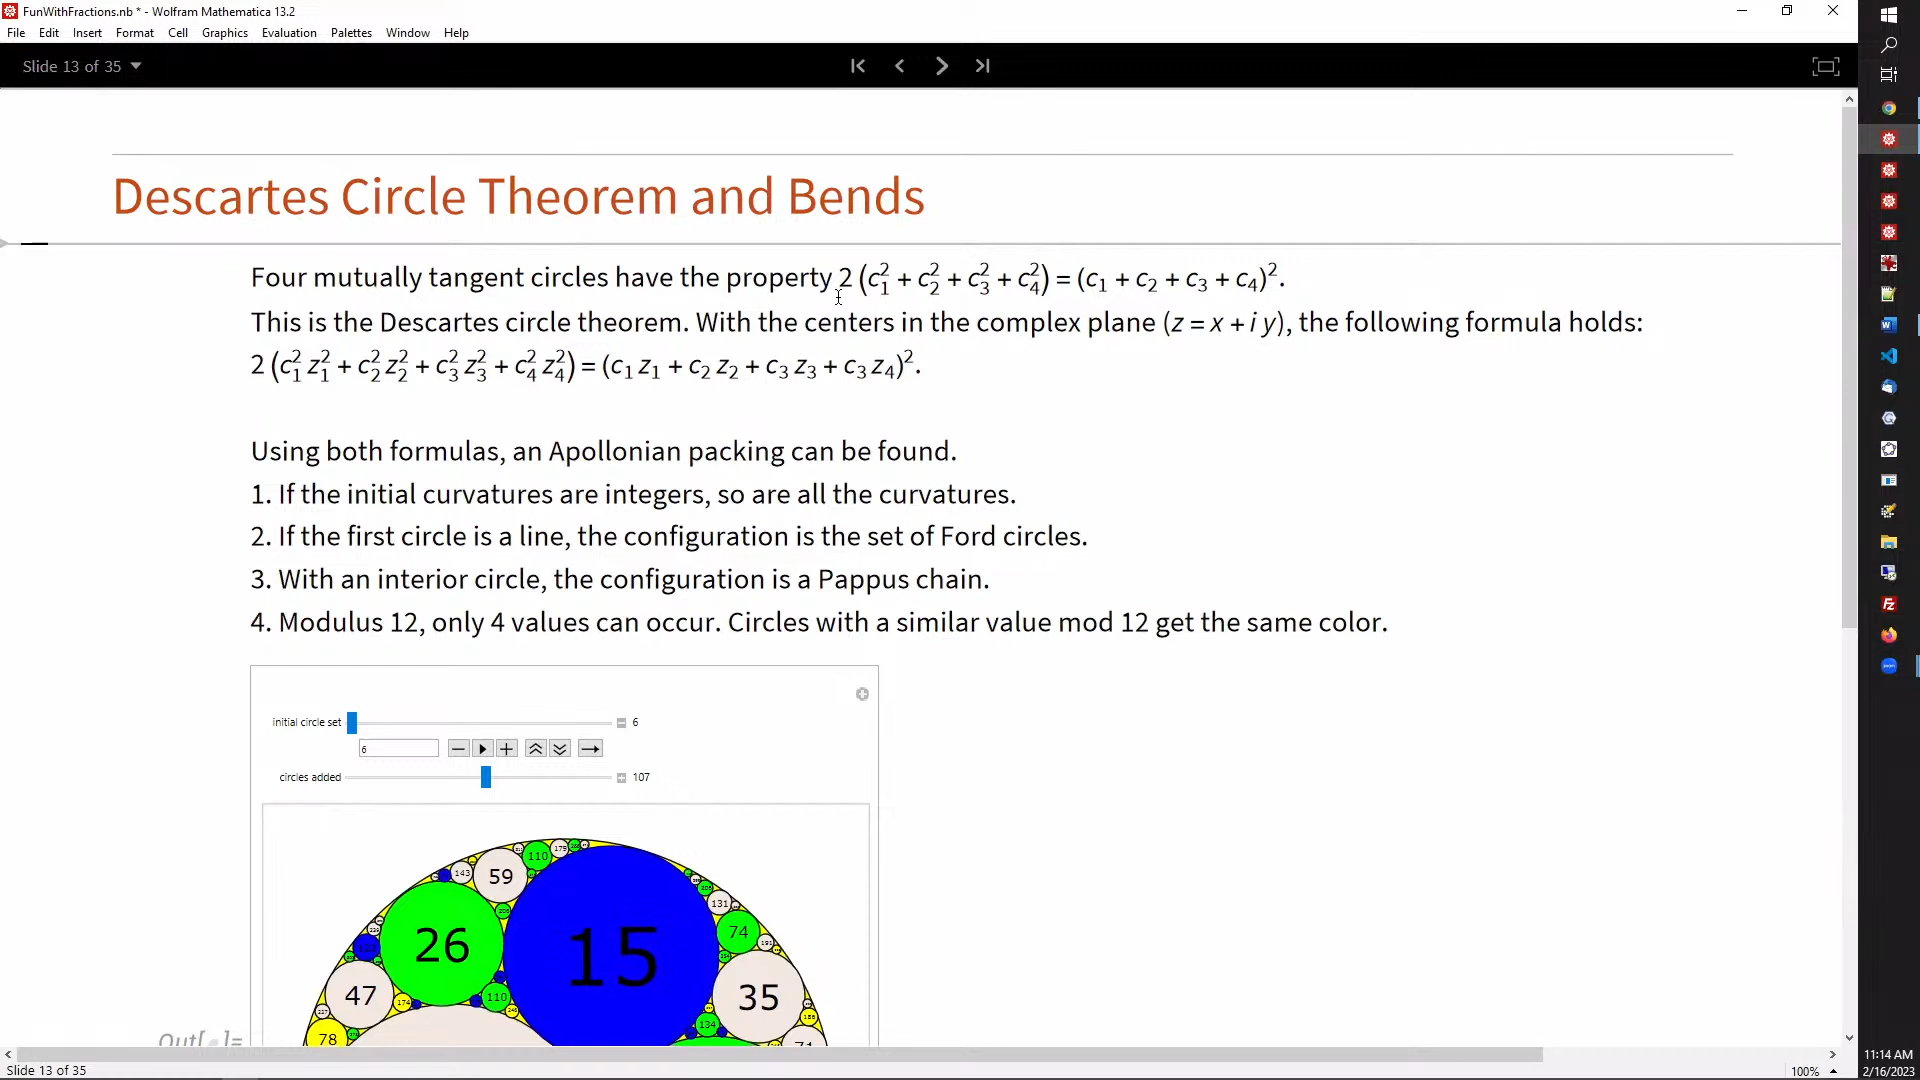 FunWithFractions.nb * - Wolfram Mathematica 13.2
File Edit Insert Format Cell Graphics Evaluation Palettes Window Help
Slide 13 of 35
Descartes Circle Theorem and Bends
Four mutually tangent circles have the property 2 (c₁² + c₂² + c₃² + c₄²) = (c₁ + c₂ + c₃ + c₄)².
This is the Descartes circle theorem. With the centers in the complex plane (z = x + i y), the following formula holds:
2 (c₁² z₁² + c₂² z₂² + c₃² z₃² + c₄² z₄²) = (c₁ z₁ + c₂ z₂ + c₃ z₃ + c₃ z₄)².
Using both formulas, an Apollonian packing can be found.
1. If the initial curvatures are integers, so are all the curvatures.
2. If the first circle is a line, the configuration is the set of Ford circles.
3. With an interior circle, the configuration is a Pappus chain.
4. Modulus 12, only 4 values can occur. Circles with a similar value mod 12 get the same color.
initial circle set 6
6
circles added 107
110 179
143 59
131
26 15 74
191
47 174 110 35
186
78 134
Out[ ]=
Slide 13 of 35
100%
11:14 AM
2/16/2023